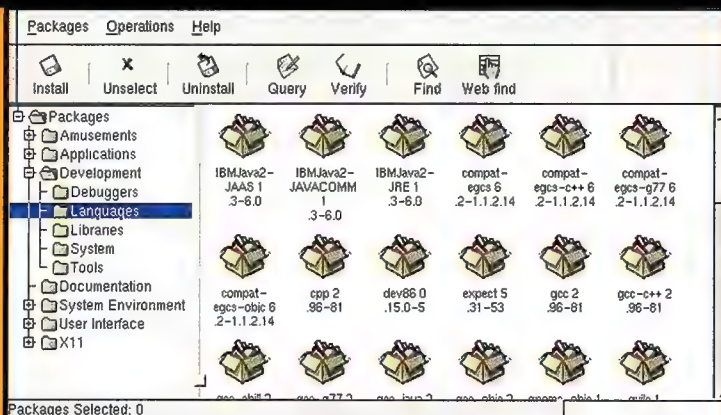 Packages Operations Help
Install Unselect Uninstall Query Verify Find Web find
Packages
Amusements
Applications
Development
Debuggers
Languages
Libraries
System
Tools
Documentation
System Environment
User Interface
X11
IBMJava2-
JAAS 1
.3-6.0
IBMJava2-
JAVACOMM
1
.3-6.0
IBMJava2-
JRE 1
.3-6.0
compat-
egcs 6
.2-1.1.2.14
compat-
egcs-c++ 6
.2-1.1.2.14
compat-
egcs-g77 6
.2-1.1.2.14
compat-
egcs-objc 6
.2-1.1.2.14
cpp 2
.96-81
dev86 0
.15.0-5
expect 5
.31-53
gcc 2
.96-81
gcc-c++ 2
.96-81
Packages Selected: 0